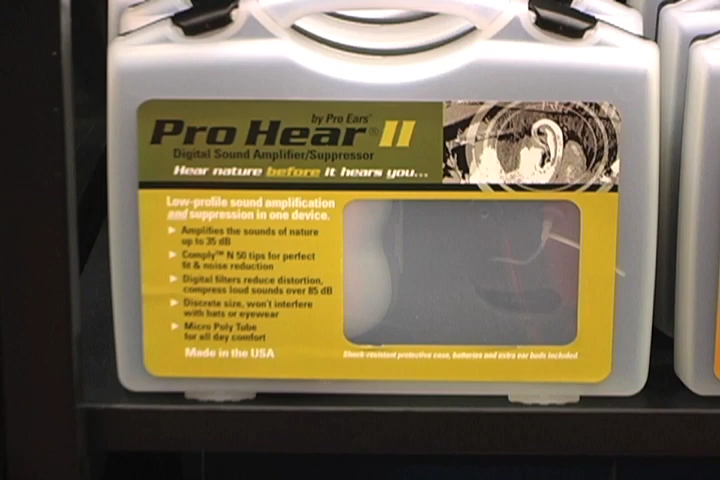 by Pro Ears®
Pro Hear® II
Digital Sound Amplifier/Suppressor
Hear nature before it hears you...
Low-profile sound amplification
and suppression in one device.
Amplifies the sounds of nature
up to 35 dB
Comply™ N 50 tips for perfect
fit & noise reduction
Digital filters reduce distortion,
compress loud sounds over 85 dB
Discrete size, won't interfere
with hats or eyewear
Micro Poly Tube
for all day comfort
Made in the USA
Shock-resistant protective case, batteries and extra ear buds included.